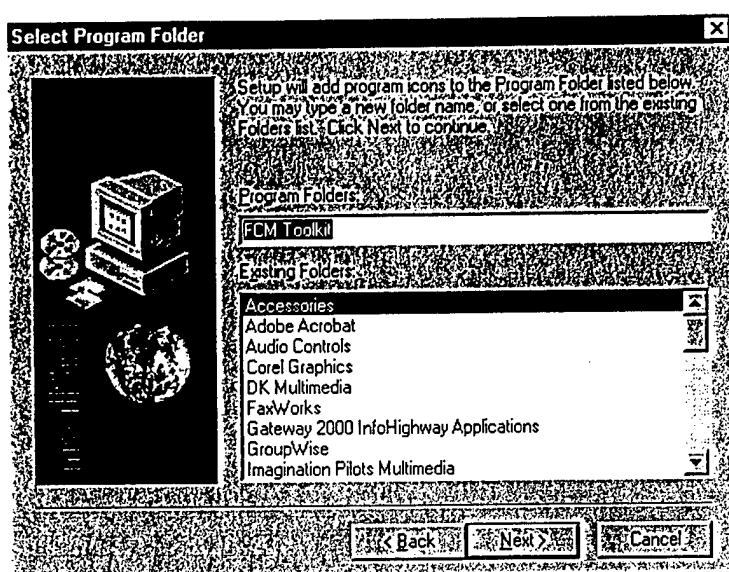 Select Program Folder
Setup will add program icons to the Program Folder listed below.
You may type a new folder name, or select one from the existing
Folders list. Click Next to continue.
Program Folders:
FCM Toolkit
Existing Folders:
Accessories
Adobe Acrobat
Audio Controls
Corel Graphics
DK Multimedia
FaxWorks
Gateway 2000 InfoHighway Applications
GroupWise
Imagination Pilots Multimedia
< Back
Next >
Cancel